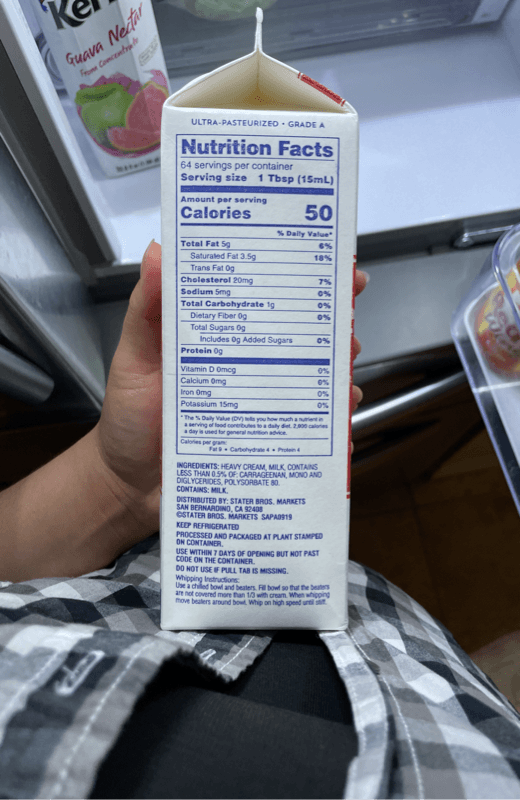 Ker
Guava Nectar
From Concentrate
ULTRA-PASTEURIZED • GRADE A
Nutrition Facts
64 servings per container
Serving size 1 Tbsp (15mL)
Amount per serving
Calories 50
% Daily Value*
Total Fat 5g 6%
Saturated Fat 3.5g 18%
Trans Fat 0g
Cholesterol 20mg 7%
Sodium 5mg 0%
Total Carbohydrate 1g 0%
Dietary Fiber 0g 0%
Total Sugars 0g
Includes 0g Added Sugars 0%
Protein 0g
Vitamin D 0mcg 0%
Calcium 0mg 0%
Iron 0mg 0%
Potassium 15mg 0%
* The % Daily Value (DV) tells you how much a nutrient in
a serving of food contributes to a daily diet. 2,000 calories
a day is used for general nutrition advice.
Calories per gram:
Fat 9 • Carbohydrate 4 • Protein 4
INGREDIENTS: HEAVY CREAM, MILK, CONTAINS
LESS THAN 0.5% OF: CARRAGEENAN, MONO AND
DIGLYCERIDES, POLYSORBATE 80.
CONTAINS: MILK.
DISTRIBUTED BY: STATER BROS. MARKETS
SAN BERNARDINO, CA 92408
©STATER BROS. MARKETS SAPA0919
KEEP REFRIGERATED
PROCESSED AND PACKAGED AT PLANT STAMPED
ON CONTAINER.
USE WITHIN 7 DAYS OF OPENING BUT NOT PAST
CODE ON THE CONTAINER.
DO NOT USE IF PULL TAB IS MISSING.
Whipping Instructions:
Use a chilled bowl and beaters. Fill bowl so that the beaters
are not covered more than 1/3 with cream. When whipping
move beaters around bowl. Whip on high speed until stiff.